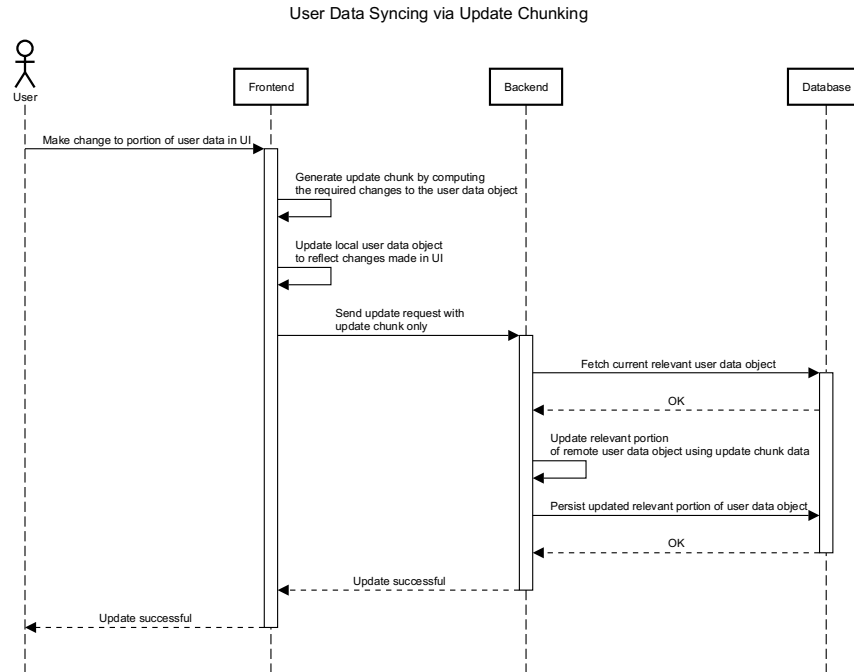 User Data Syncing via Update Chunking
User
Frontend
Backend
Database
Make change to portion of user data in UI
Generate update chunk by computing
the required changes to the user data object
Update local user data object
to reflect changes made in UI
Send update request with
update chunk only
Fetch current relevant user data object
OK
Update relevant portion
of remote user data object using update chunk data
Persist updated relevant portion of user data object
OK
Update successful
Update successful